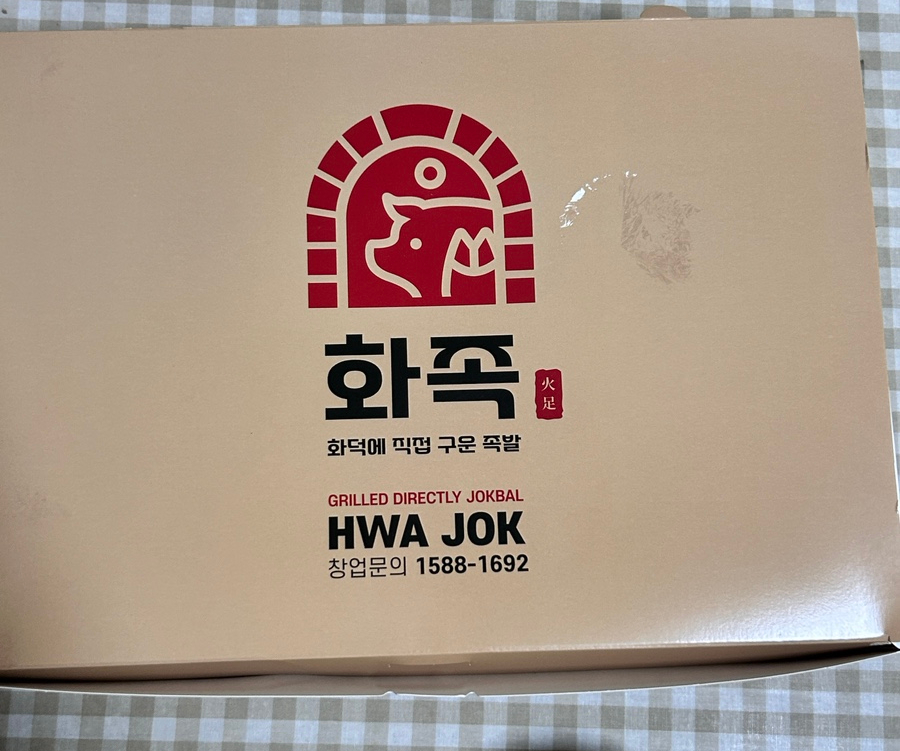 화족
火足
화덕에 직접 구운 족발
GRILLED DIRECTLY JOKBAL
HWA JOK
창업문의 1588-1692